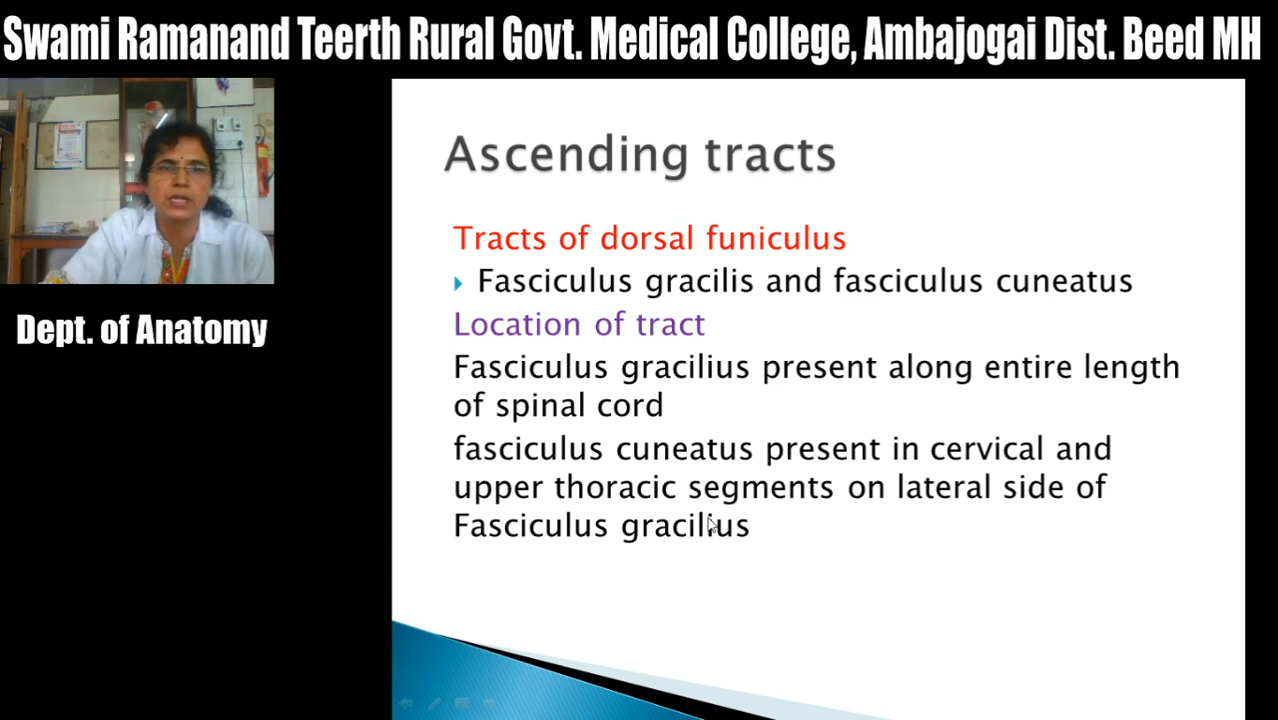 Swami Ramanand Teerth Rural Govt. Medical College, Ambajogai Dist. Beed MH
Dept. of Anatomy
Ascending tracts
Tracts of dorsal funiculus
Fasciculus gracilis and fasciculus cuneatus
Location of tract
Fasciculus gracilius present along entire length
of spinal cord
fasciculus cuneatus present in cervical and
upper thoracic segments on lateral side of
Fasciculus gracilius